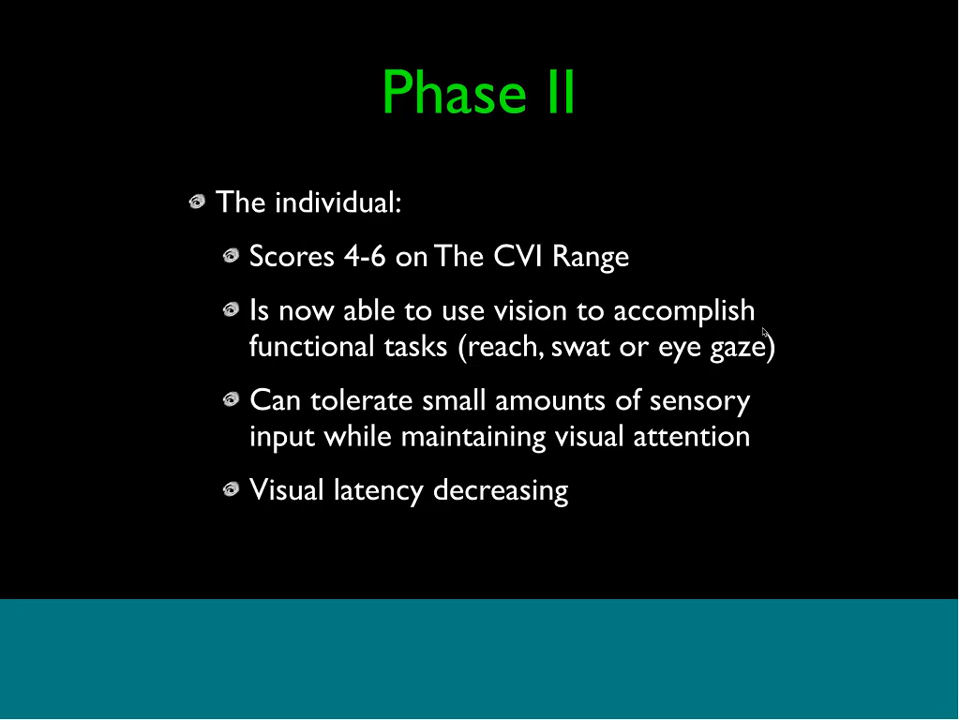 Phase II
The individual:
Scores 4-6 on The CVI Range
Is now able to use vision to accomplish
functional tasks (reach, swat or eye gaze)
Can tolerate small amounts of sensory
input while maintaining visual attention
Visual latency decreasing